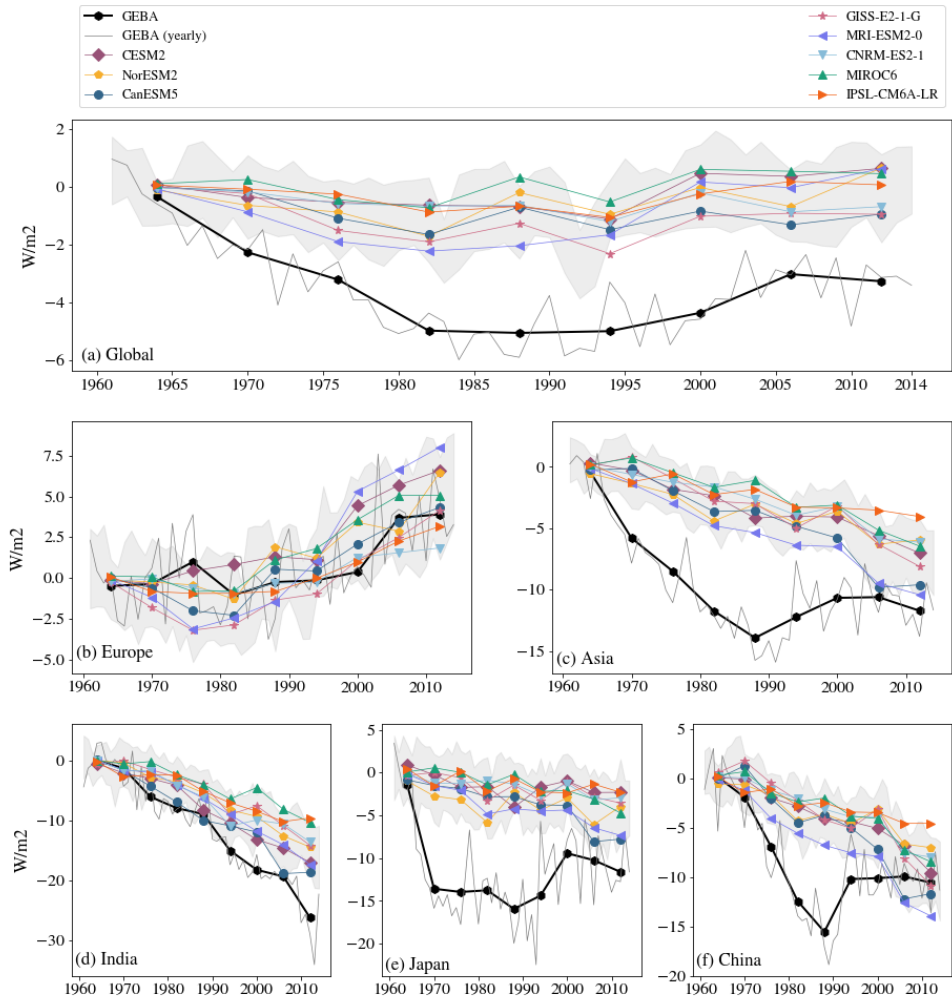 GEBA
GEBA (yearly)
CESM2
NorESM2
CanESM5
GISS-E2-1-G
MRI-ESM2-0
CNRM-ES2-1
MIROC6
IPSL-CM6A-LR
2
0
−2
−4
−6
W/m2
(a) Global
1960 1965 1970 1975 1980 1985 1990 1995 2000 2005 2010 2014
7.5
5.0
2.5
0.0
−2.5
−5.0
W/m2
(b) Europe
1960 1970 1980 1990 2000 2010
0
−5
−10
−15
(c) Asia
1960 1970 1980 1990 2000 2010
0
−10
−20
−30
W/m2
(d) India
1960 1970 1980 1990 2000 2010
5
0
−5
−10
−15
−20
(e) Japan
1960 1970 1980 1990 2000 2010
5
0
−5
−10
−15
−20
(f) China
1960 1970 1980 1990 2000 2010